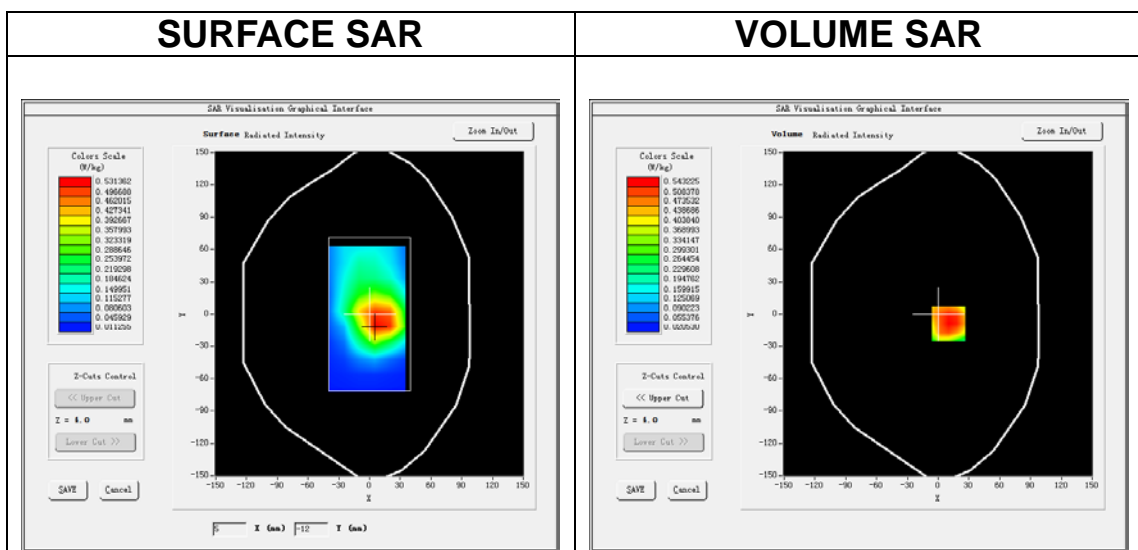 SURFACE SAR
VOLUME SAR
SAR Visualisation Graphical Interface
Surface Radiated Intensity
Zoom In/Out
Colors Scale
(W/kg)
0.531362
0.496688
0.462015
0.427341
0.392667
0.357993
0.323319
0.288646
0.253972
0.219298
0.184624
0.149951
0.115277
0.080603
0.045929
0.011255
150
120
90
60
30
0
-30
-60
-90
-120
-150
Y
-150 -120 -90 -60 -30 0 30 60 90 120 150
X
Z-Cuts Control
<< Upper Cut
Z = 4.0 mm
Lower Cut >>
SAVE Cancel
5 X (mm) -12 Y (mm)
SAR Visualisation Graphical Interface
Volume Radiated Intensity
Zoom In/Out
Colors Scale
(W/kg)
0.543225
0.508378
0.473532
0.438686
0.403840
0.368993
0.334147
0.299301
0.264454
0.229608
0.194762
0.159915
0.125069
0.090223
0.055376
0.020530
150
120
90
60
30
0
-30
-60
-90
-120
-150
Y
-150 -120 -90 -60 -30 0 30 60 90 120 150
X
Z-Cuts Control
<< Upper Cut
Z = 4.0 mm
Lower Cut >>
SAVE Cancel